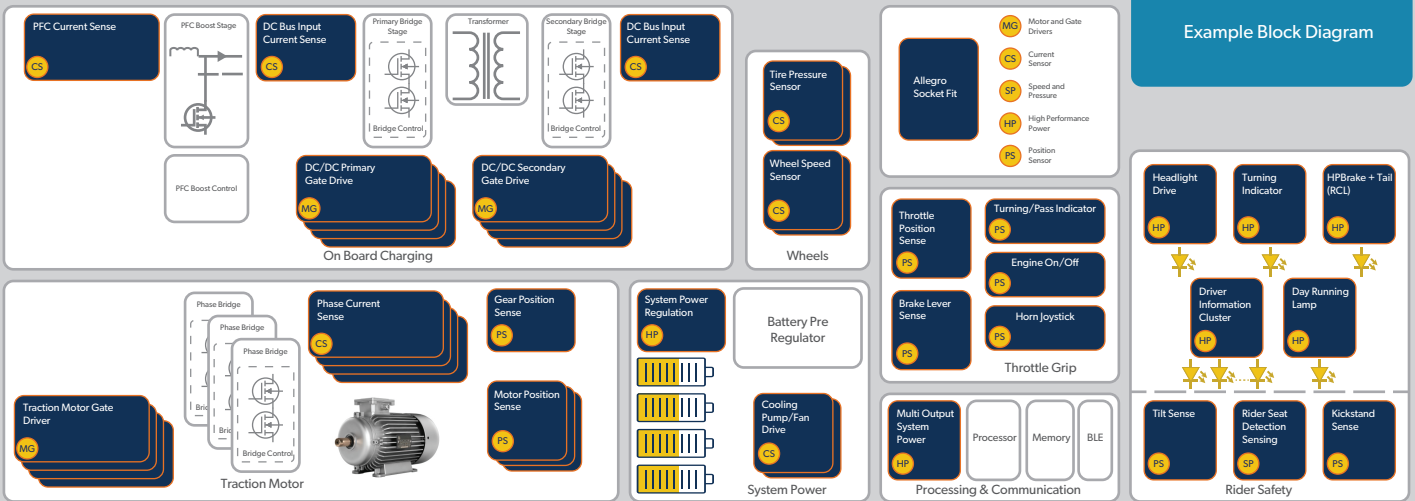 PFC Current Sense
CS
PFC Boost Stage
DC Bus Input
Current Sense
CS
Primary Bridge
Stage
Bridge Control
Transformer
Secondary Bridge
Stage
Bridge Control
DC Bus Input
Current Sense
CS
PFC Boost Control
DC/DC Primary
Gate Drive
MG
DC/DC Secondary
Gate Drive
MG
On Board Charging
Tire Pressure
Sensor
CS
Wheel Speed
Sensor
CS
Wheels
Allegro
Socket Fit
MG
Motor and Gate
Drivers
CS
Current
Sensor
SP
Speed and
Pressure
HP
High Performance
Power
PS
Position
Sensor
Example Block Diagram
Throttle
Position
Sense
PS
Turning/Pass Indicator
PS
Engine On/Off
PS
Brake Lever
Sense
PS
Horn Joystick
PS
Throttle Grip
Headlight
Drive
HP
Turning
Indicator
HP
HPBrake + Tail
(RCL)
HP
Driver
Information
Cluster
HP
Day Running
Lamp
HP
Tilt Sense
PS
Rider Seat
Detection
Sensing
SP
Kickstand
Sense
PS
Rider Safety
Traction Motor Gate
Driver
MG
Phase Bridge
Bric
Phase Bridge
Bric
Phase Bridge
Bridge Control
Phase Current
Sense
CS
Gear Position
Sense
PS
Motor Position
Sense
PS
Traction Motor
System Power
Regulation
HP
Battery Pre
Regulator
Cooling
Pump/Fan
Drive
CS
System Power
Multi Output
System
Power
HP
Processor
Memory
BLE
Processing & Communication